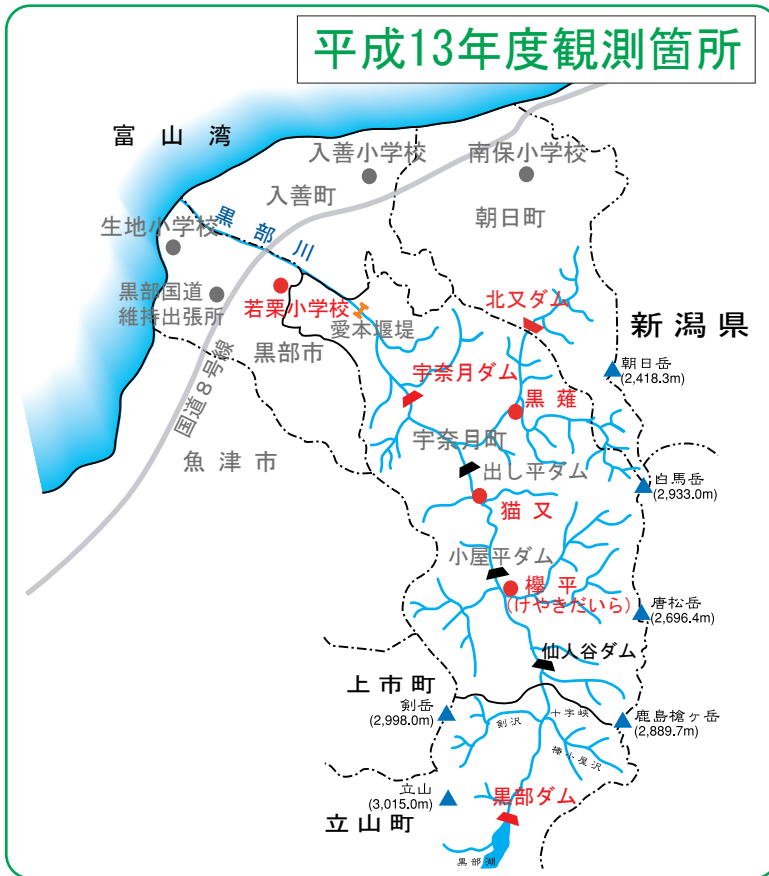 平成13年度観測箇所
富山湾
入善小学校
南保小学校
入善町
朝日町
生地小学校
黒部川
黒部国道
維持出張所
若栗小学校
愛本堰堤
北又ダム
新潟県
黒部市
国道8号線
朝日岳
(2,418.3m)
宇奈月ダム
黒薙
魚津市
宇奈月町
出し平ダム
白馬岳
(2,933.0m)
猫又
小屋平ダム
欅平
(けやきだいら)
唐松岳
(2,696.4m)
仙人谷ダム
上市町
剣岳
(2,998.0m)
十字峡
剣沢
鹿島槍ヶ岳
(2,889.7m)
棒小屋沢
立山
(3,015.0m)
黒部ダム
立山町
黒部湖